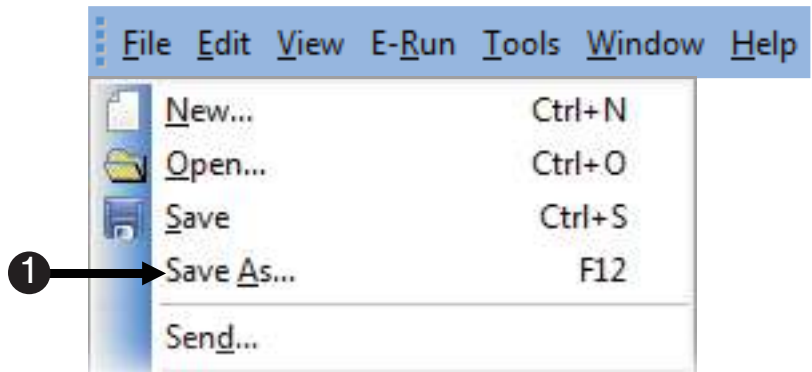 File Edit View E-Run Tools Window Help
New... Ctrl+N
Open... Ctrl+O
Save Ctrl+S
1 Save As... F12
Send...